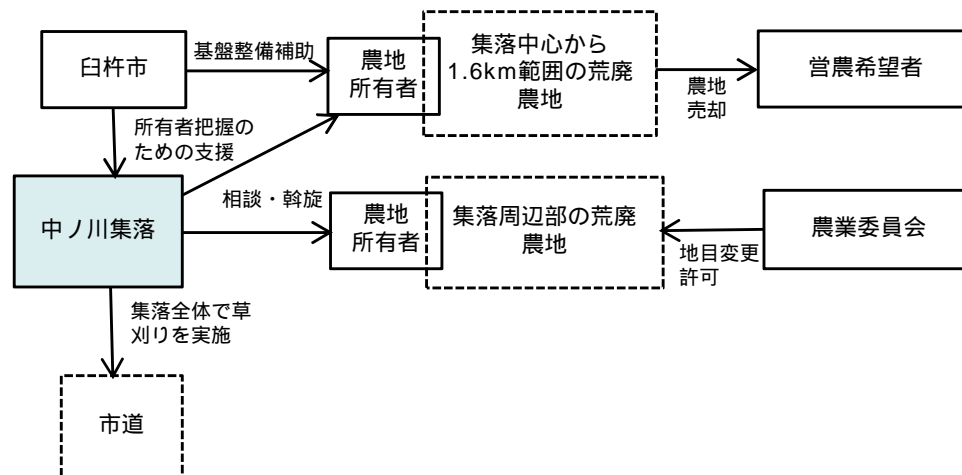 臼杵市
基盤整備補助
農地
所有者
集落中心から
1.6km範囲の荒廃
農地
農地
売却
営農希望者
所有者把握の
ための支援
中ノ川集落
相談・斡旋
農地
所有者
集落周辺部の荒廃
農地
地目変更
許可
農業委員会
集落全体で草
刈りを実施
市道